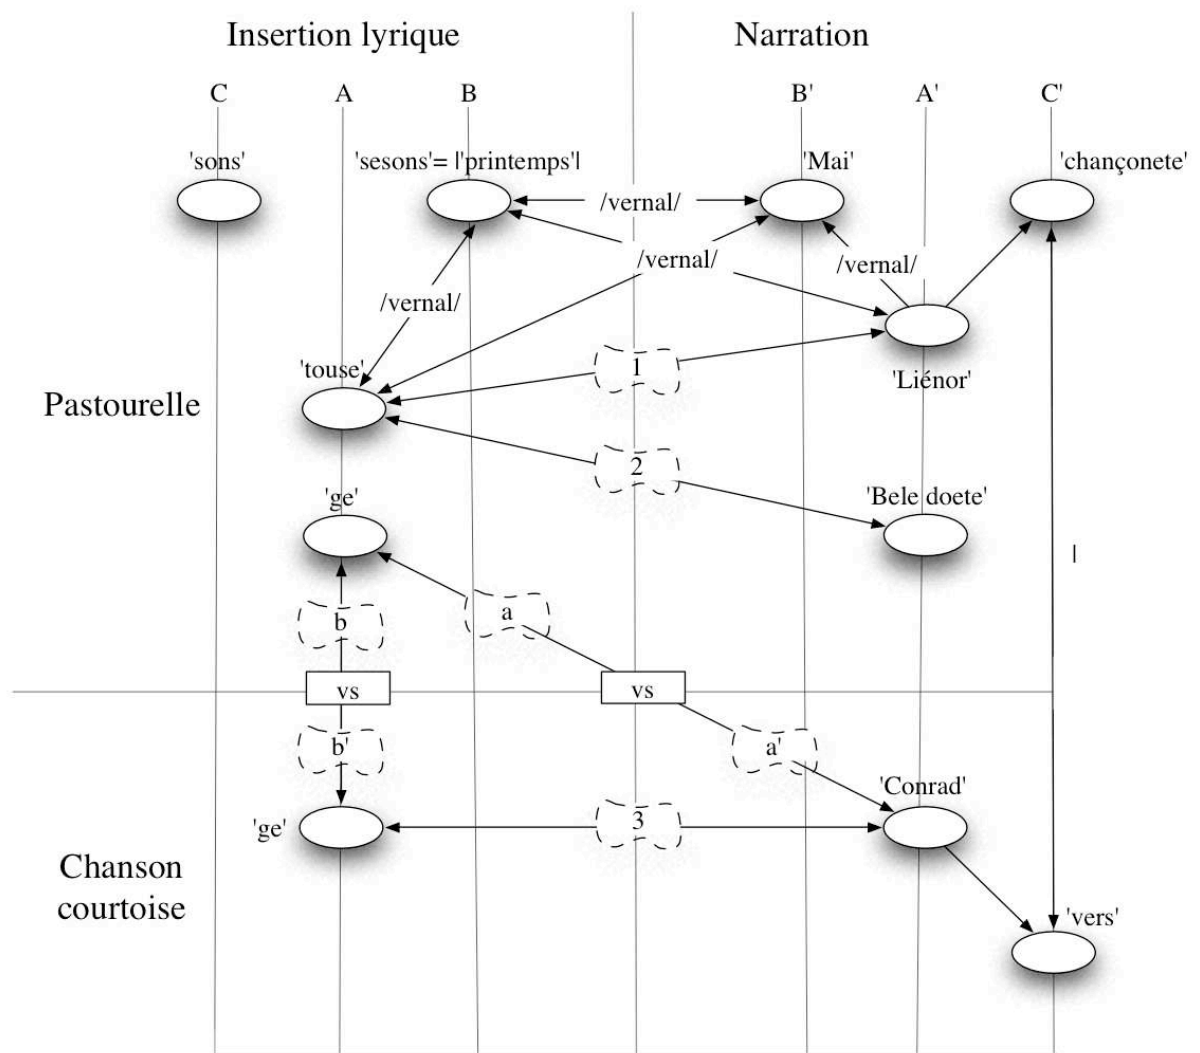 Insertion lyrique
Narration
C
A
B
B'
A'
C'
'sons'
'sesons'= |'printemps'|
'Mai'
'chançonete'
/vernal/
/vernal/
/vernal/
/vernal/
'touse'
1
'Liénor'
Pastourelle
2
'ge'
'Bele doete'
|
b
a
vs
vs
b'
a'
'Conrad'
'ge'
3
Chanson
courtoise
'vers'